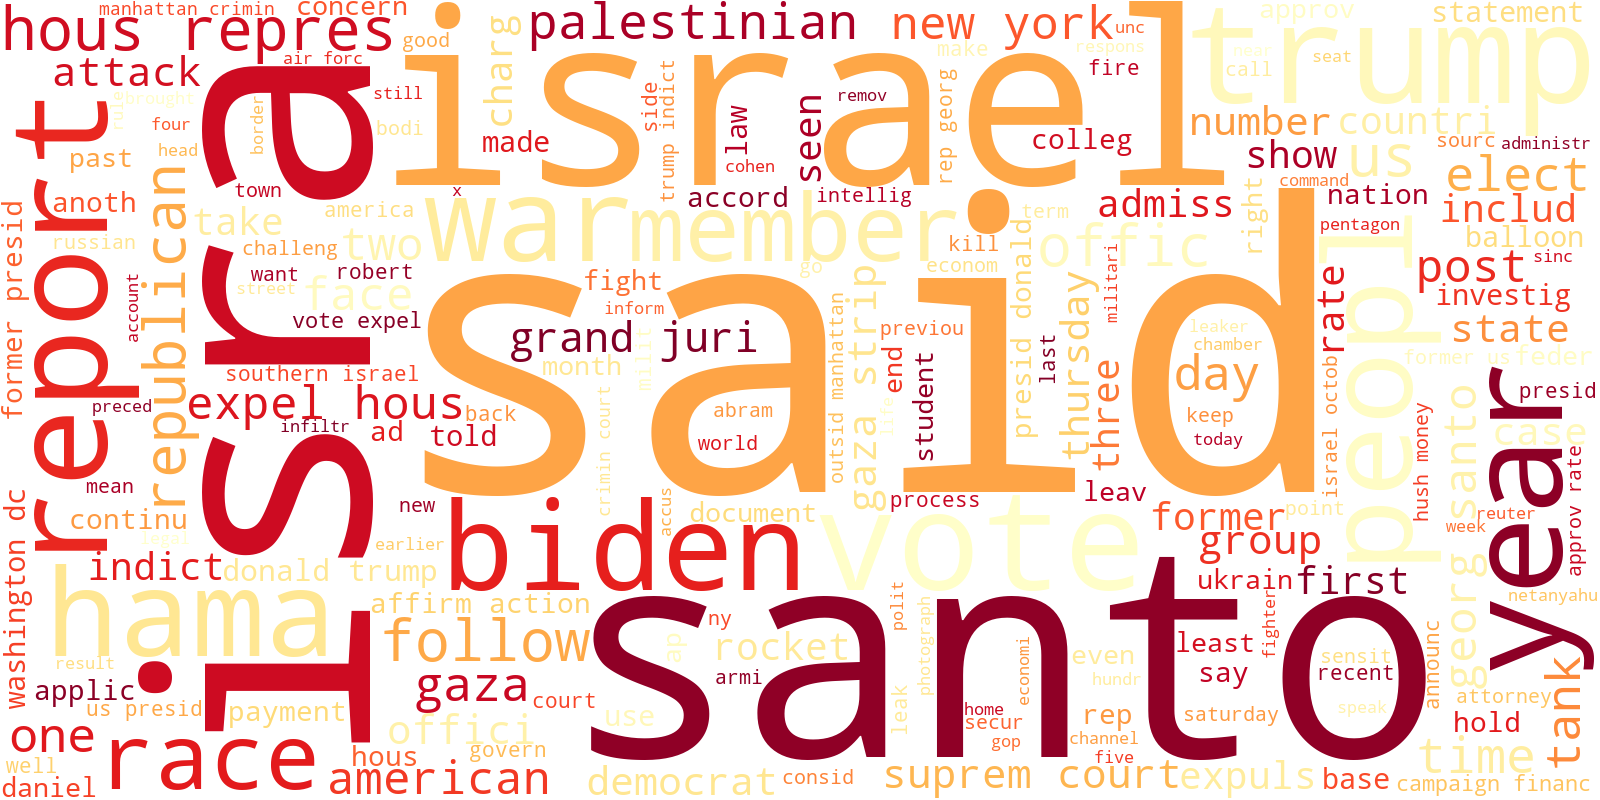 manhattan crimin
concern
hous repres
good
palestinian
new york
unc
trump
approv
statement
attack
air forc
israel
charg
make
respons
near
call
seat
fire
still
brought
rule
four
border
bodi
side
trump indict
made
law
seen
remov
rep georg
colleg
number
countri
sourc
administr
report
past
head
town
cohen
show
us
anoth
republican
take
america
x
accord
intellig
admiss
right
command
nation
elect
includ
pentagon
balloon
former presid
russian
challeng
two
war
member
kill
term
offic
want
robert
street
face
fight
go
econom
presid donald
militari
peopl
post
sinc
investig
account
isra
said
vote expel
inform
grand juri
previou
leaker
chamber
rate
state
month
milit
gaza strip
last
thursday
day
former us
feder
southern israel
end
student
three
israel octob
year
presid
preced
expel hous
back
abram
life
keep
infiltr
ad
told
world
outsid manhattan
today
hush money
case
mean
crimin court
process
leav
georg santo
approv rate
washington dc
continu
legal
new
accus
document
former
point
week
reuter
earlier
biden
vote
group
indict
donald trump
ukrain
first
netanyahu
hama
affirm action
santo
polit
ny
fighter
result
follow
ap
rocket
photograph
economi
even
least
sensit
announc
applic
gaza
armi
hundr
say
recent
attorney
tank
us presid
payment
court
use
leak
home
secur
rep
saturday
speak
hold
one
race
offici
gop
channel
time
well
hous
govern
five
daniel
american
democrat
consid
suprem court
expuls
base
campaign financ